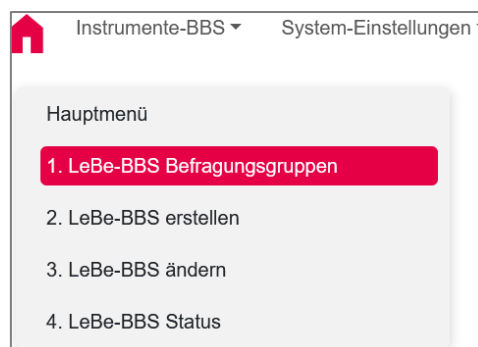 Instrumente-BBS System-Einstellungen
Hauptmenü
1. LeBe-BBS Befragungsgruppen
2. LeBe-BBS erstellen
3. LeBe-BBS ändern
4. LeBe-BBS Status